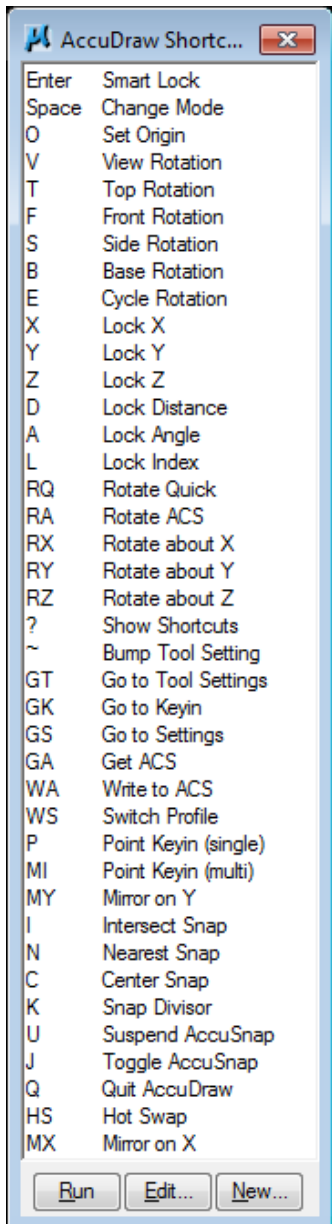 AccuDraw Shortc...
Enter Smart Lock
Space Change Mode
O Set Origin
V View Rotation
T Top Rotation
F Front Rotation
S Side Rotation
B Base Rotation
E Cycle Rotation
X Lock X
Y Lock Y
Z Lock Z
D Lock Distance
A Lock Angle
L Lock Index
RQ Rotate Quick
RA Rotate ACS
RX Rotate about X
RY Rotate about Y
RZ Rotate about Z
? Show Shortcuts
~ Bump Tool Setting
GT Go to Tool Settings
GK Go to Keyin
GS Go to Settings
GA Get ACS
WA Write to ACS
WS Switch Profile
P Point Keyin (single)
MI Point Keyin (multi)
MY Mirror on Y
I Intersect Snap
N Nearest Snap
C Center Snap
K Snap Divisor
U Suspend AccuSnap
J Toggle AccuSnap
Q Quit AccuDraw
HS Hot Swap
MX Mirror on X
Run Edit... New...